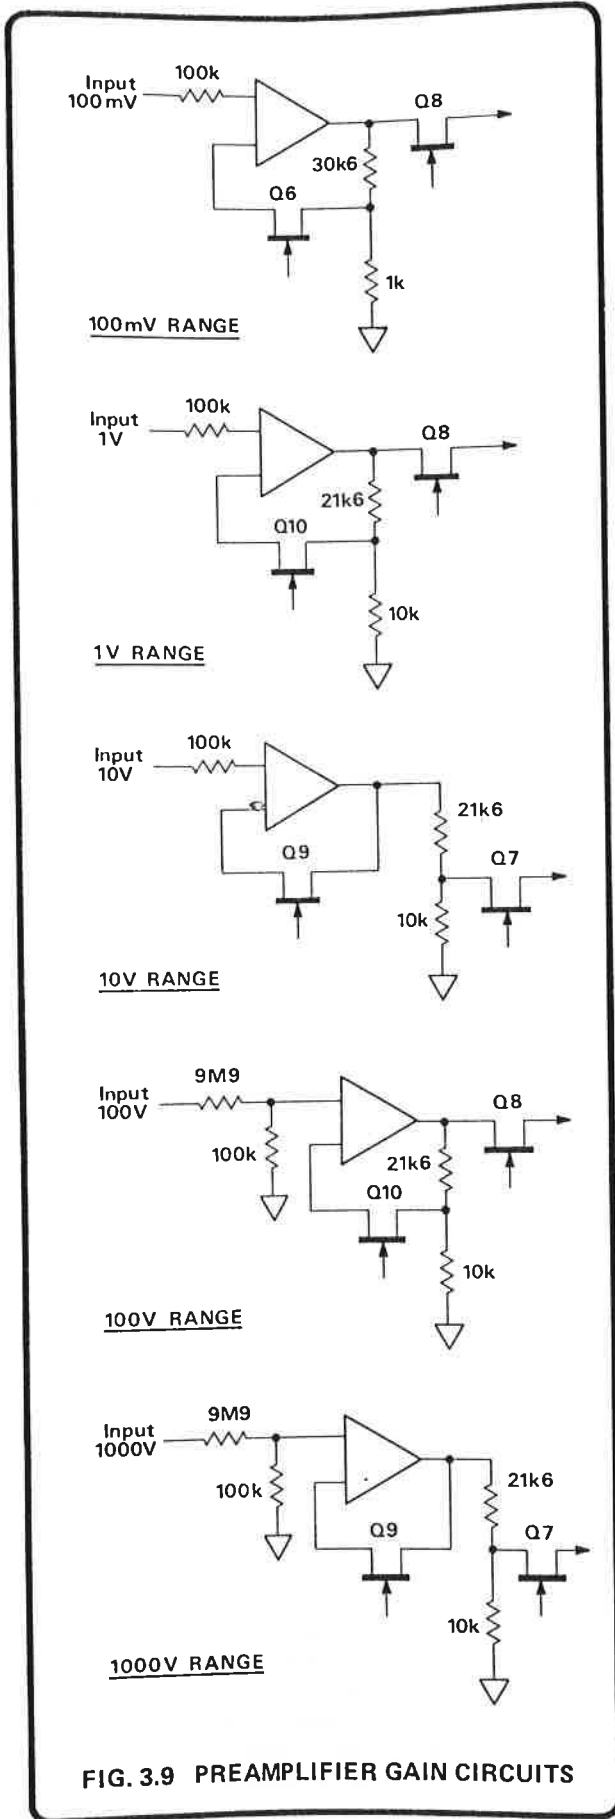 Input
100mV
100k
Q8
30k6
Q6
1k
100mV RANGE
Input
1V
100k
Q8
21k6
Q10
10k
1V RANGE
Input
10V
100k
21k6
Q9
Q7
10k
10V RANGE
Input
100V
9M9
Q8
100k
21k6
Q10
10k
100V RANGE
Input
1000V
9M9
100k
21k6
Q9
Q7
10k
1000V RANGE
FIG. 3.9 PREAMPLIFIER GAIN CIRCUITS